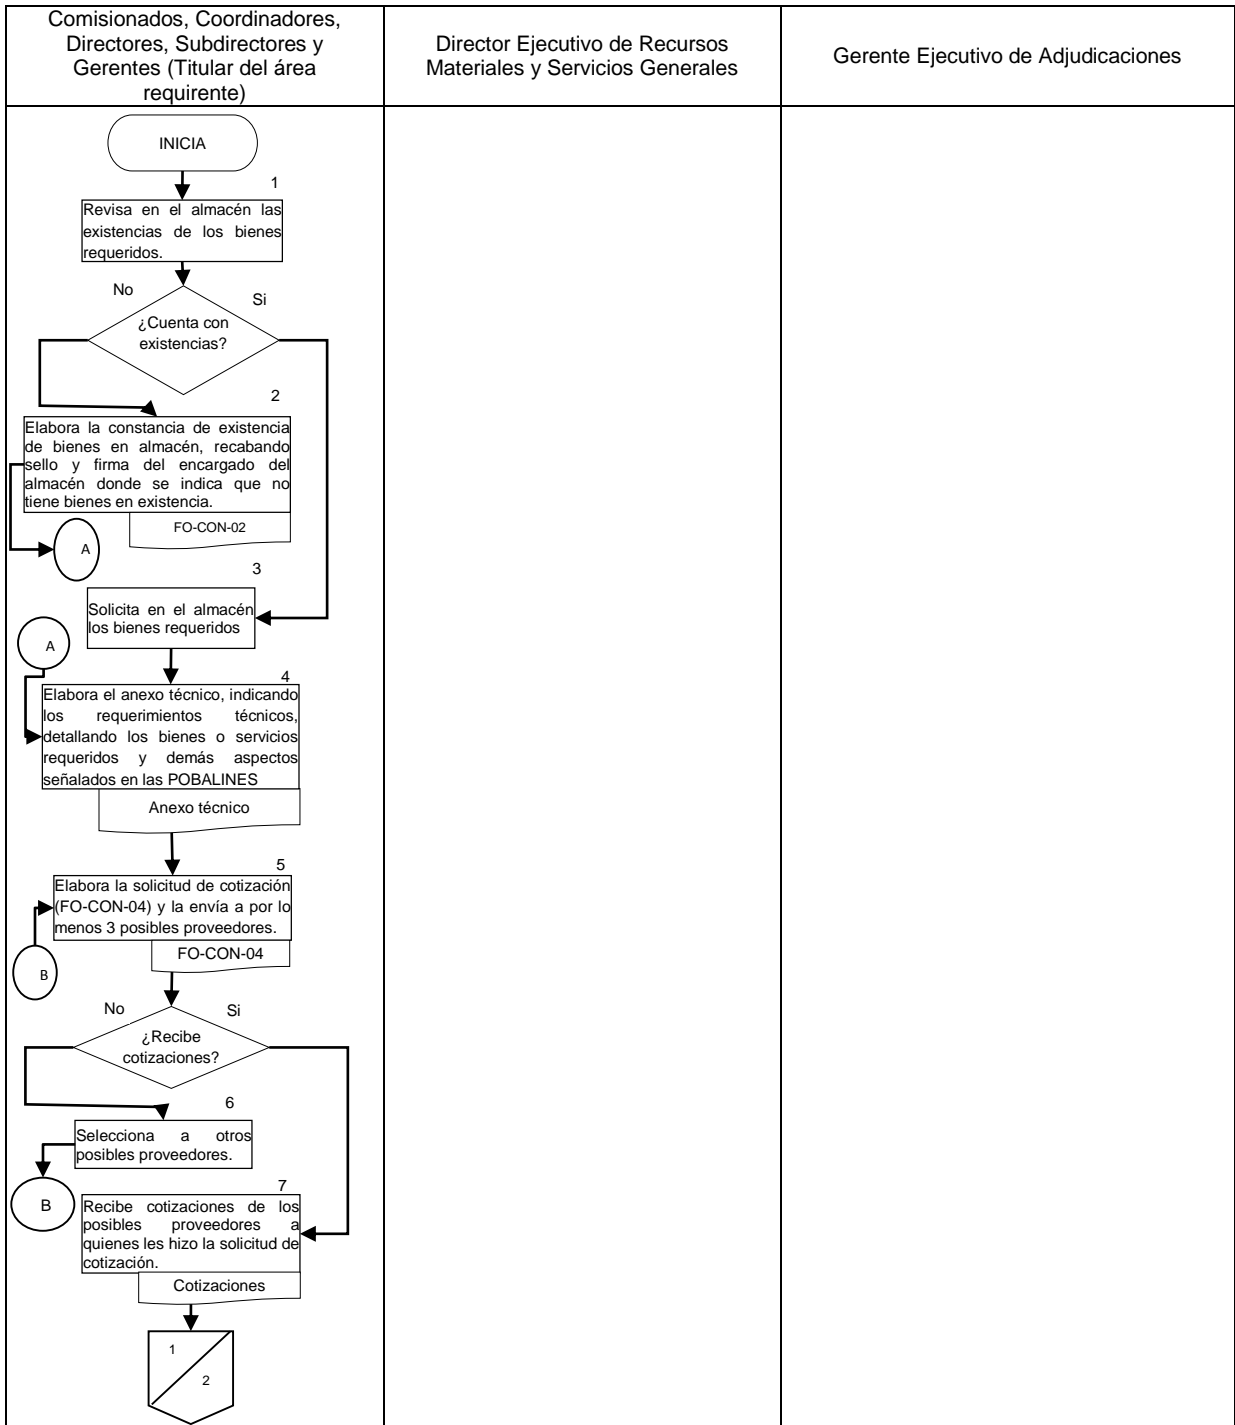 Comisionados, Coordinadores,
Directores, Subdirectores y
Gerentes (Titular del área
requirente)
Director Ejecutivo de Recursos
Materiales y Servicios Generales
Gerente Ejecutivo de Adjudicaciones
INICIA
1
Revisa en el almacén las
existencias de los bienes
requeridos.
No
Si
¿Cuenta con
existencias?
2
Elabora la constancia de existencia
de bienes en almacén, recabando
sello y firma del encargado del
almacén donde se indica que no
tiene bienes en existencia.
FO-CON-02
A
3
Solicita en el almacén
los bienes requeridos
A
4
Elabora el anexo técnico, indicando
los requerimientos técnicos,
detallando los bienes o servicios
requeridos y demás aspectos
señalados en las POBALINES
Anexo técnico
5
Elabora la solicitud de cotización
(FO-CON-04) y la envía a por lo
menos 3 posibles proveedores.
FO-CON-04
B
No
Si
¿Recibe
cotizaciones?
6
Selecciona a otros
posibles proveedores.
B
7
Recibe cotizaciones de los
posibles proveedores a
quienes les hizo la solicitud de
cotización.
Cotizaciones
1
2